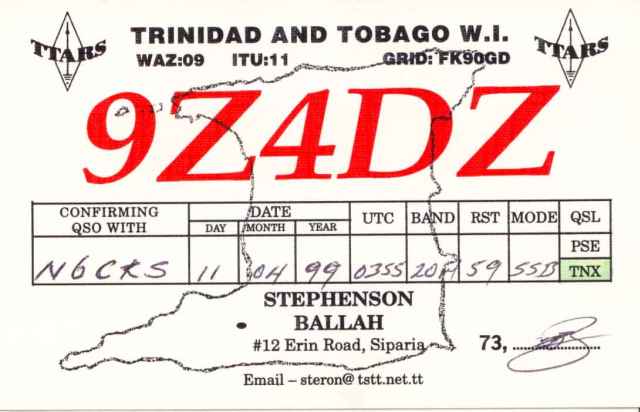 TTARS
TRINIDAD AND TOBAGO W.I.
TTARS
WAZ:09 ITU:11 GRID: FK90GD
9Z4DZ
CONFIRMING QSO WITH DATE UTC BAND RST MODE QSL
DAY MONTH YEAR
PSE
N6CKS 11 04 99 0355 20M 59 SSB TNX
STEPHENSON
BALLAH
#12 Erin Road, Siparia
73,
Email – steron@tstt.net.tt